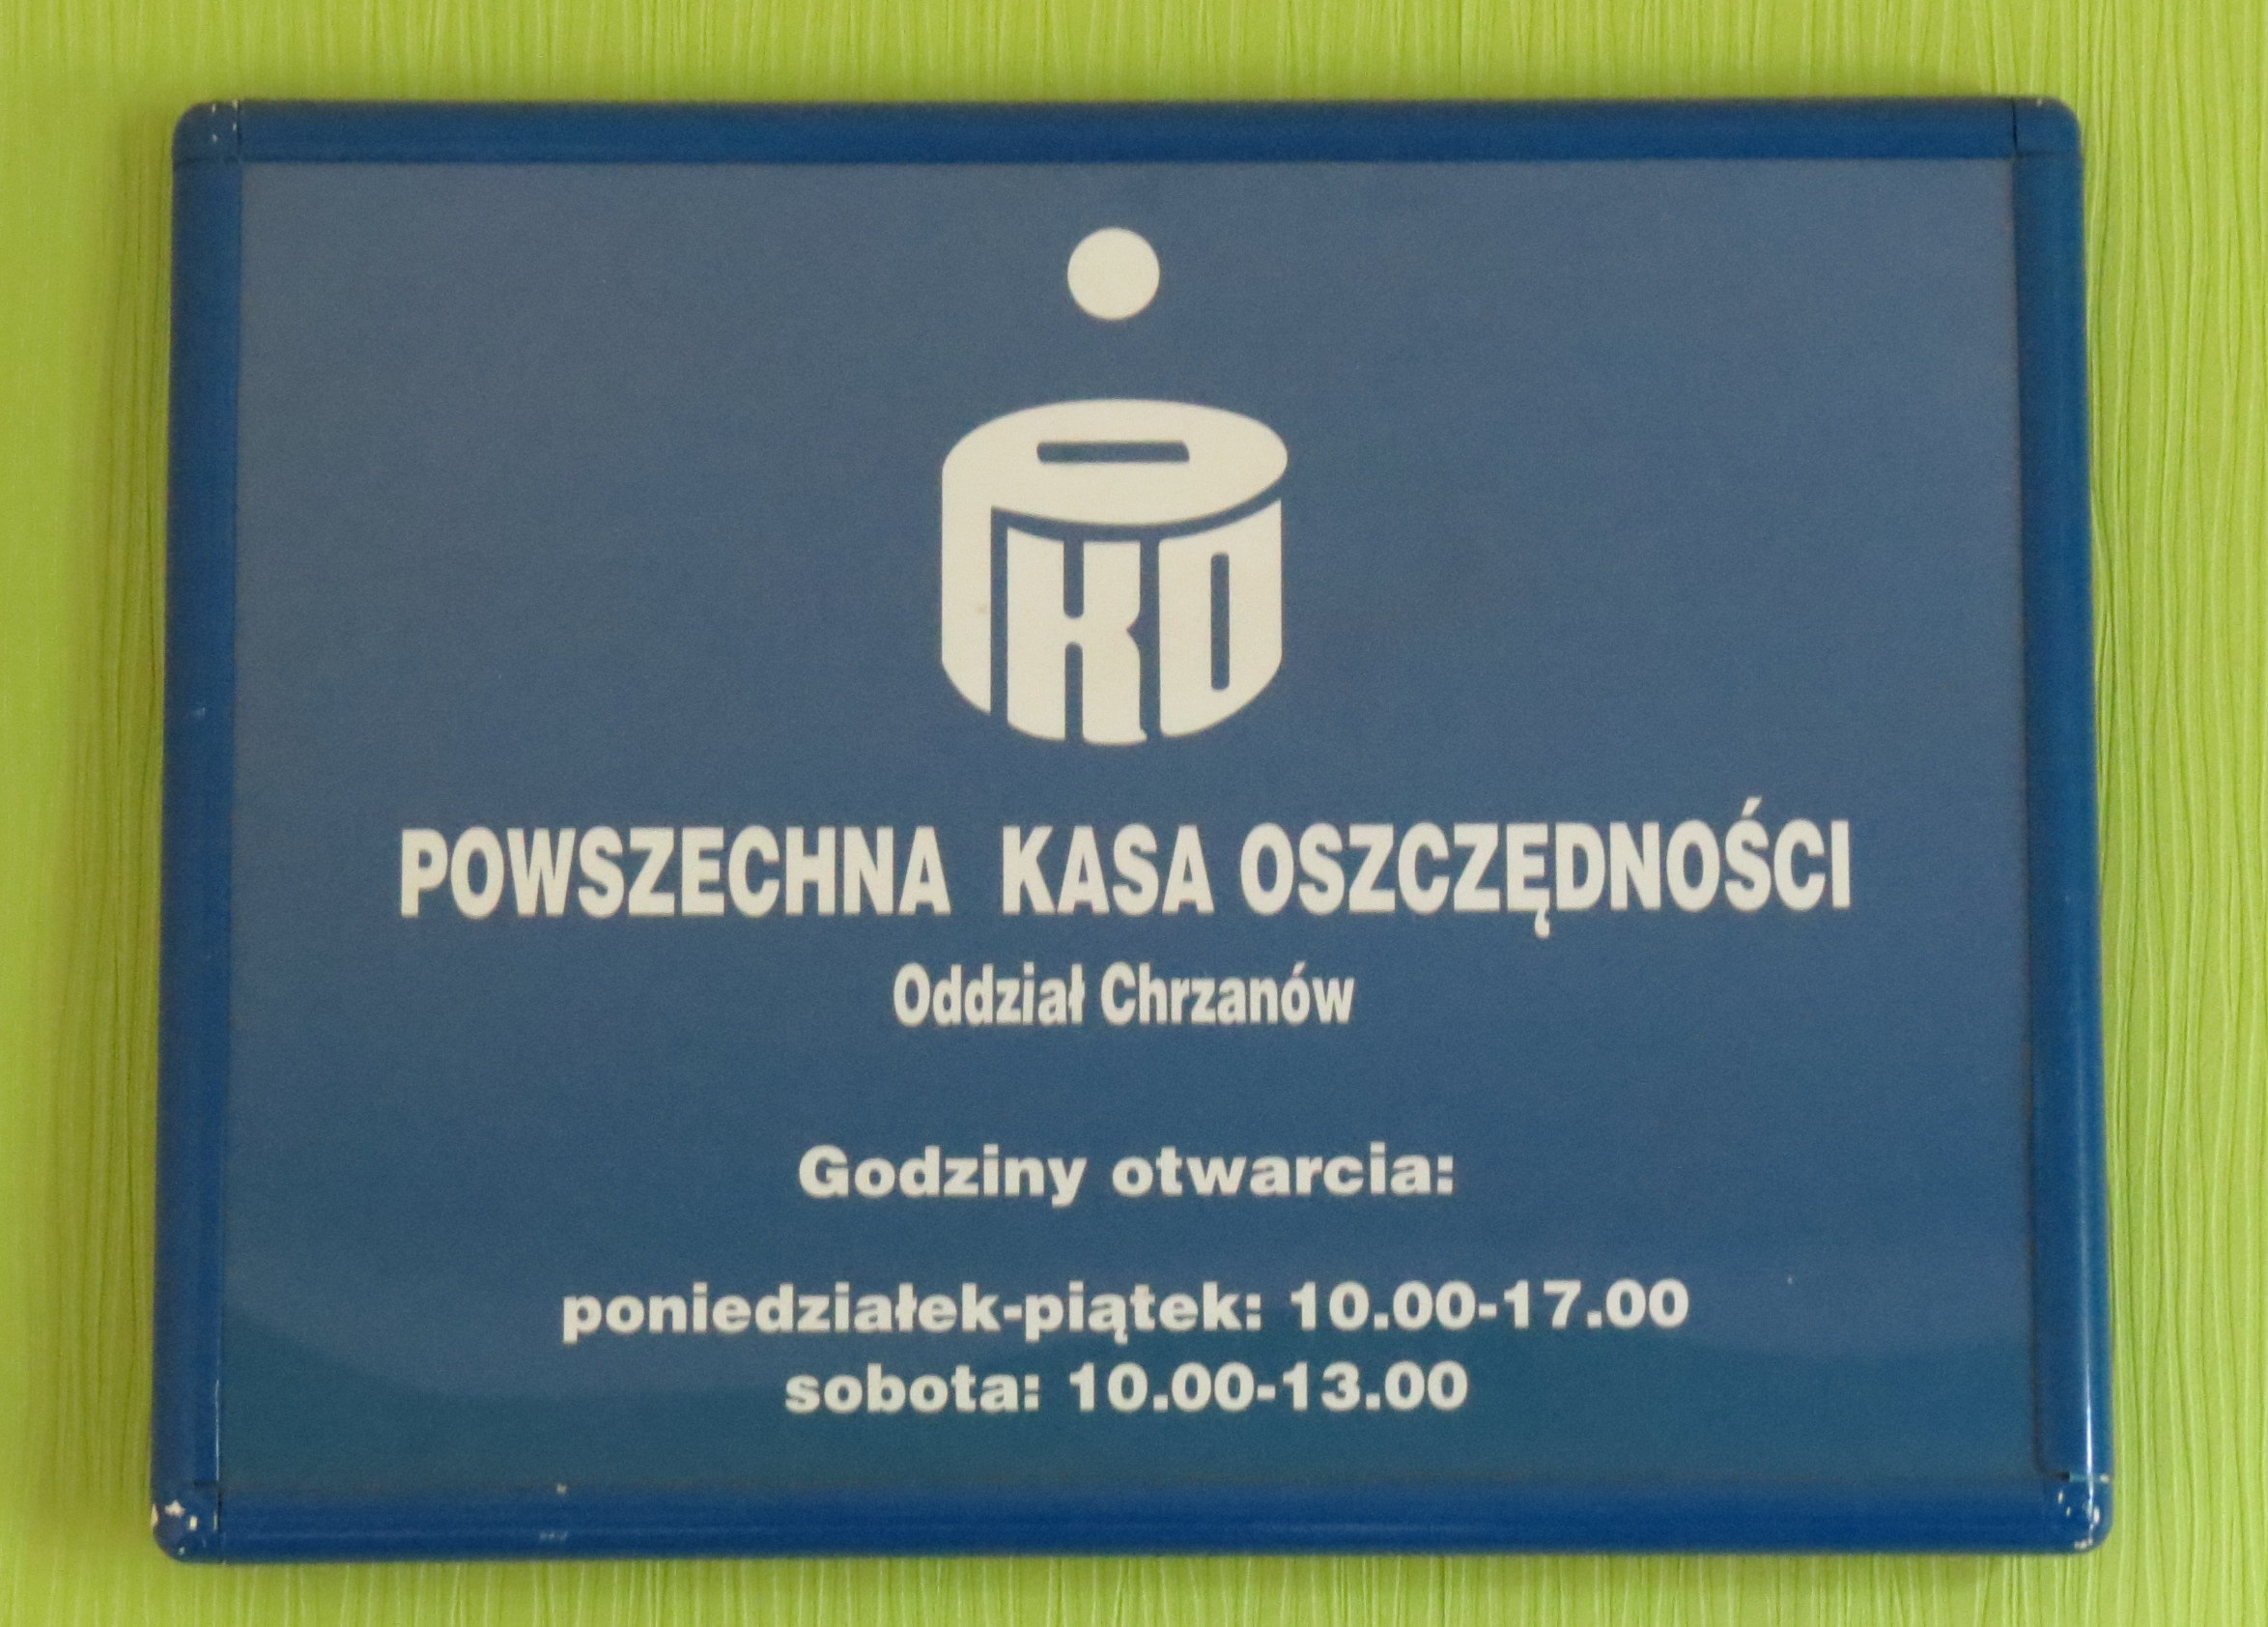 PKO
POWSZECHNA KASA OSZCZĘDNOŚCI
Oddział Chrzanów
Godziny otwarcia:
poniedziałek-piątek: 10.00-17.00
sobota: 10.00-13.00